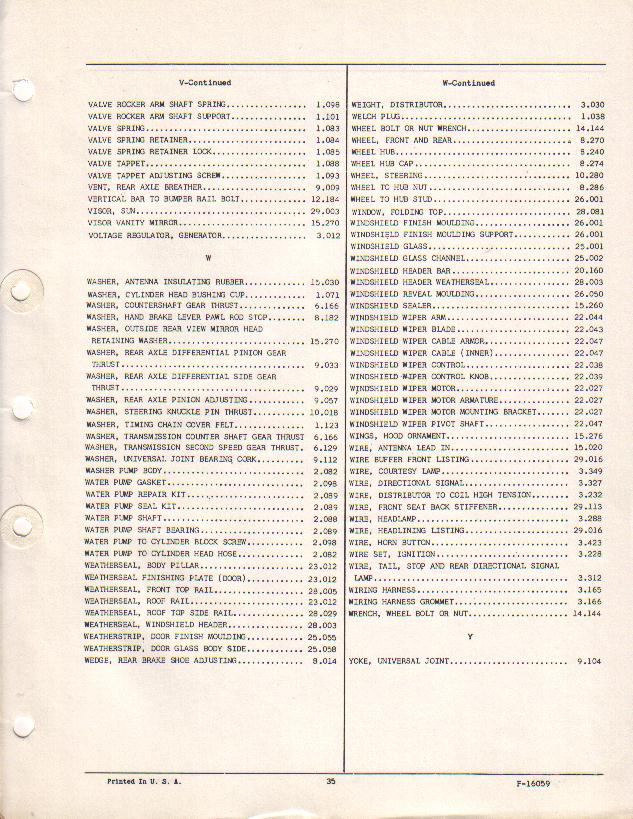 V-Continued
VALVE ROCKER ARM SHAFT SPRING................ 1.098
VALVE ROCKER ARM SHAFT SUPPORT............... 1.101
VALVE SPRING................................ 1.083
VALVE SPRING RETAINER....................... 1.084
VALVE SPRING RETAINER LOCK.................. 1.085
VALVE TAPPET................................ 1.088
VALVE TAPPET ADJUSTING SCREW................ 1.093
VENT, REAR AXLE BREATHER.................... 9.009
VERTICAL BAR TO BUMPER RAIL BOLT............ 12.184
VISOR, SUN.................................. 29.003
VISOR VANITY MIRROR......................... 15.270
VOLTAGE REGULATOR, GENERATOR................ 3.012
W
WASHER, ANTENNA INSULATING RUBBER............ 15.030
WASHER, CYLINDER HEAD BUSHING CUP............ 1.071
WASHER, COUNTERSHAFT GEAR THRUST............. 6.166
WASHER, HAND BRAKE LEVER PAWL ROD STOP........ 8.182
WASHER, OUTSIDE REAR VIEW MIRROR HEAD
RETAINING WASHER........................... 15.270
WASHER, REAR AXLE DIFFERENTIAL PINION GEAR
THRUST..................................... 9.033
WASHER, REAR AXLE DIFFERENTIAL SIDE GEAR
THRUST..................................... 9.029
WASHER, REAR AXLE PINION ADJUSTING........... 9.057
WASHER, STEERING KNUCKLE PIN THRUST.......... 10.018
WASHER, TIMING CHAIN COVER FELT.............. 1.123
WASHER, TRANSMISSION COUNTER SHAFT GEAR THRUST 6.166
WASHER, TRANSMISSION SECOND SPEED GEAR THRUST. 6.129
WASHER, UNIVERSAL JOINT BEARING CORK......... 9.112
WASHER PUMP BODY............................ 2.082
WATER PUMP GASKET........................... 2.098
WATER PUMP REPAIR KIT....................... 2.089
WATER PUMP SEAL KIT......................... 2.089
WATER PUMP SHAFT............................ 2.088
WATER PUMP SHAFT BEARING.................... 2.089
WATER PUMP TO CYLINDER BLOCK SCREW........... 2.098
WATER PUMP TO CYLINDER HEAD HOSE............. 2.082
WEATHERSEAL, BODY PILLAR.................... 23.012
WEATHERSEAL FINISHING PLATE (DOOR)........... 23.012
WEATHERSEAL, FRONT TOP RAIL................. 28.005
WEATHERSEAL, ROOF RAIL...................... 23.012
WEATHERSEAL, ROOF TOP SIDE RAIL.............. 28.029
WEATHERSEAL, WINDSHIELD HEADER............... 28.003
WEATHERSTRIP, DOOR FINISH MOULDING........... 25.055
WEATHERSTRIP, DOOR GLASS BODY SIDE........... 25.058
WEDGE, REAR BRAKE SHOE ADJUSTING............. 8.014
W-Continued
WEIGHT, DISTRIBUTOR.......................... 3.030
WELCH PLUG.................................. 1.038
WHEEL BOLT OR NUT WRENCH.................... 14.144
WHEEL, FRONT AND REAR....................... 8.270
WHEEL HUB................................... 8.240
WHEEL HUB CAP............................... 8.274
WHEEL, STEERING............................. 10.280
WHEEL TO HUB NUT............................ 8.286
WHEEL TO HUB STUD........................... 26.001
WINDOW, FOLDING TOP......................... 28.081
WINDSHIELD FINISH MOULDING.................. 26.001
WINDSHIELD FINISH MOULDING SUPPORT........... 26.001
WINDSHIELD GLASS............................ 25.001
WINDSHIELD GLASS CHANNEL.................... 25.002
WINDSHIELD HEADER BAR....................... 20.160
WINDSHIELD HEADER WEATHERSEAL............... 28.003
WINDSHIELD REVEAL MOULDING.................. 26.050
WINDSHIELD SEALER........................... 15.260
WINDSHIELD WIPER ARM........................ 22.044
WINDSHIELD WIPER BLADE...................... 22.043
WINDSHIELD WIPER CABLE ARMOR................ 22.047
WINDSHIELD WIPER CABLE (INNER).............. 22.047
WINDSHIELD WIPER CONTROL.................... 22.038
WINDSHIELD WIPER CONTROL KNOB............... 22.039
WINDSHIELD WIPER MOTOR...................... 22.027
WINDSHIELD WIPER MOTOR ARMATURE............. 22.027
WINDSHIELD WIPER MOTOR MOUNTING BRACKET...... 22.027
WINDSHIELD WIPER PIVOT SHAFT................ 22.047
WINGS, HOOD ORNAMENT........................ 15.276
WIRE, ANTENNA LEAD IN....................... 15.020
WIRE BUFFER FRONT LISTING................... 29.016
WIRE, COURTESY LAMP......................... 3.349
WIRE, DIRECTIONAL SIGNAL.................... 3.327
WIRE, DISTRIBUTOR TO COIL HIGH TENSION....... 3.232
WIRE, FRONT SEAT BACK STIFFENER............. 29.113
WIRE, HEADLAMP.............................. 3.288
WIRE, HEADLINING LISTING.................... 29.016
WIRE, HORN BUTTON........................... 3.423
WIRE SET, IGNITION.......................... 3.228
WIRE, TAIL, STOP AND REAR DIRECTIONAL SIGNAL
LAMP....................................... 3.312
WIRING HARNESS.............................. 3.165
WIRING HARNESS GROMMET...................... 3.166
WRENCH, WHEEL BOLT OR NUT................... 14.144
Y
YOKE, UNIVERSAL JOINT....................... 9.104
Printed In U. S. A.
35
F-16059